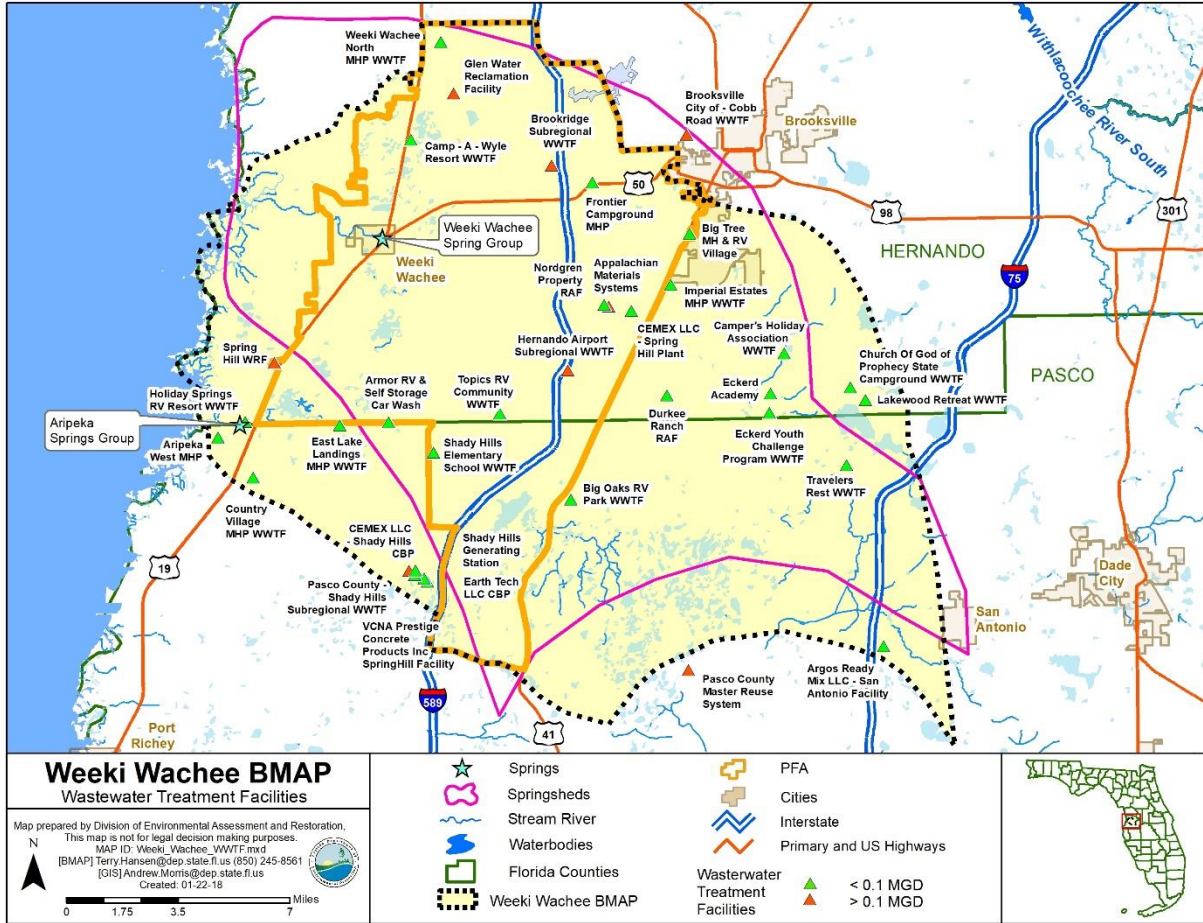 Weeki Wachee
North
MHP WWTF
Glen Water
Reclamation
Facility
Brookridge
Subregional
WWTF
Brooksville
City of - Cobb
Road WWTF
Brooksville
Withlacoochee River South
Camp - A - Wyle
Resort WWTF
50
Frontier
Campground
MHP
98
301
Weeki Wachee
Spring Group
Weeki
Wachee
Big Tree
MH & RV
Village
HERNANDO
75
Nordgren
Property
RAF
Appalachian
Materials
Systems
Imperial Estates
MHP WWTF
CEMEX LLC
- Spring
Hill Plant
Camper's Holiday
Association
WWTF
Spring
Hill WRF
Hernando Airport
Subregional WWTF
Church Of God of
Prophecy State
Campground WWTF
PASCO
Holiday Springs
RV Resort WWTF
Armor RV &
Self Storage
Car Wash
Topics RV
Community
WWTF
Eckerd
Academy
Lakewood Retreat WWTF
Aripeka
Springs Group
Durkee
Ranch
RAF
Aripeka
West MHP
East Lake
Landings
MHP WWTF
Shady Hills
Elementary
School WWTF
Eckerd Youth
Challenge
Program WWTF
Travelers
Rest WWTF
Big Oaks RV
Park WWTF
Country
Village
MHP WWTF
CEMEX LLC
- Shady Hills
CBP
Shady Hills
Generating
Station
19
Dade
City
Pasco County -
Shady Hills
Subregional WWTF
Earth Tech
LLC CBP
San
Antonio
VCNA Prestige
Concrete
Products Inc
SpringHill Facility
Pasco County
Master Reuse
System
Argos Ready
Mix LLC - San
Antonio Facility
589
41
Port
Richey
Weeki Wachee BMAP
Wastewater Treatment Facilities
Map prepared by Division of Environmental Assessment and Restoration,
This map is not for legal decision making purposes.
MAP ID: Weeki_Wachee_WWTF.mxd
[BMAP] Terry.Hansen@dep.state.fl.us (850) 245-8561
[GIS] Andrew.Morris@dep.state.fl.us
Created: 01-22-18
N
Miles
0 1.75 3.5 7
Springs
Springsheds
Stream River
Waterbodies
Florida Counties
Weeki Wachee BMAP
PFA
Cities
Interstate
Primary and US Highways
Wasterwater
Treatment
Facilities
< 0.1 MGD
> 0.1 MGD